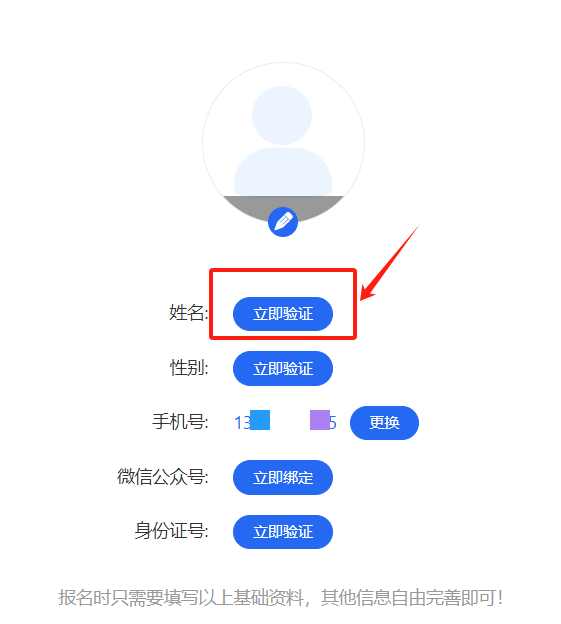 姓名: 立即验证
性别: 立即验证
手机号: 13 5 更换
微信公众号: 立即绑定
身份证号: 立即验证
报名时只需要填写以上基础资料，其他信息自由完善即可！